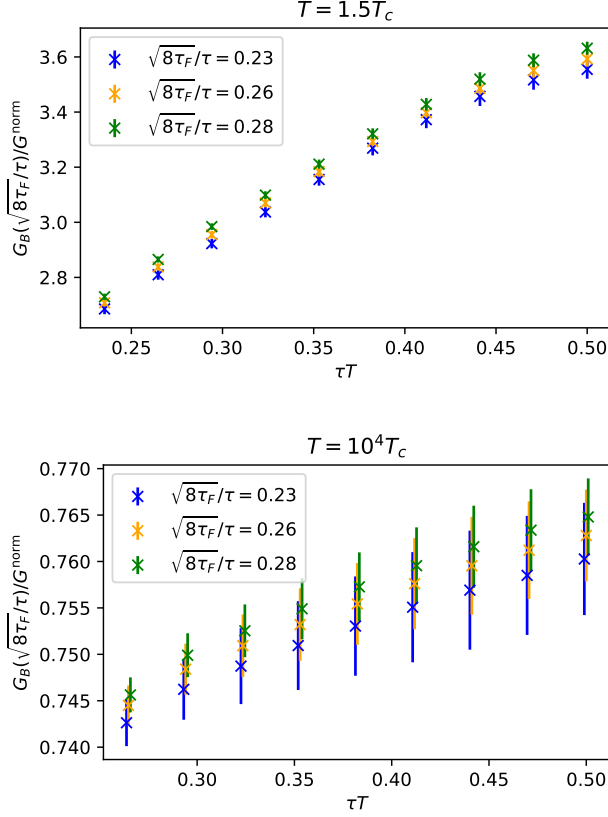 T = 1.5T_c
3.6
3.4
3.2
3.0
2.8
G_B(√8τ_F/τ)/G^norm
√8τ_F/τ = 0.23
√8τ_F/τ = 0.26
√8τ_F/τ = 0.28
0.25 0.30 0.35 0.40 0.45 0.50
τT
T = 10^4T_c
0.770
0.765
0.760
0.755
0.750
0.745
0.740
G_B(√8τ_F/τ)/G^norm
√8τ_F/τ = 0.23
√8τ_F/τ = 0.26
√8τ_F/τ = 0.28
0.30 0.35 0.40 0.45 0.50
τT